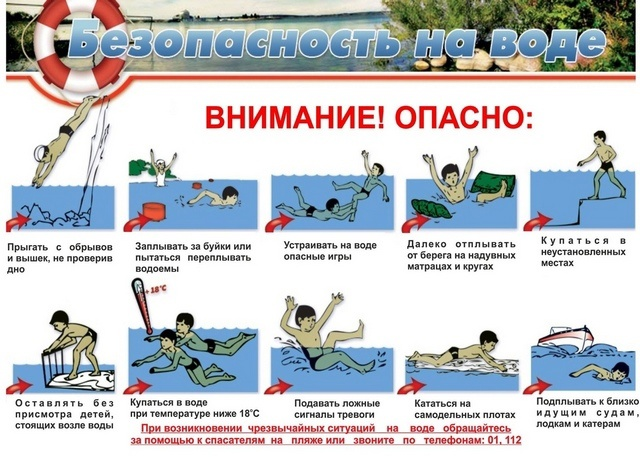 Безопасность на воде
ВНИМАНИЕ! ОПАСНО:
Прыгать с обрывов
и вышек, не проверив
дно
Заплывать за буйки или
пытаться переплывать
водоемы
Устраивать на воде
опасные игры
Далеко отплывать
от берега на надувных
матрацах и кругах
Купаться в
неустановленных
местах
+ 18°C
Оставлять без
присмотра детей,
стоящих возле воды
Купаться в воде
при температуре ниже 18°C
Подавать ложные
сигналы тревоги
Кататься на
самодельных плотах
Подплывать к близко
идущим судам,
лодкам и катерам
При возникновении чрезвычайных ситуаций на воде обращайтесь
за помощью к спасателям на пляже или звоните по телефонам: 01, 112